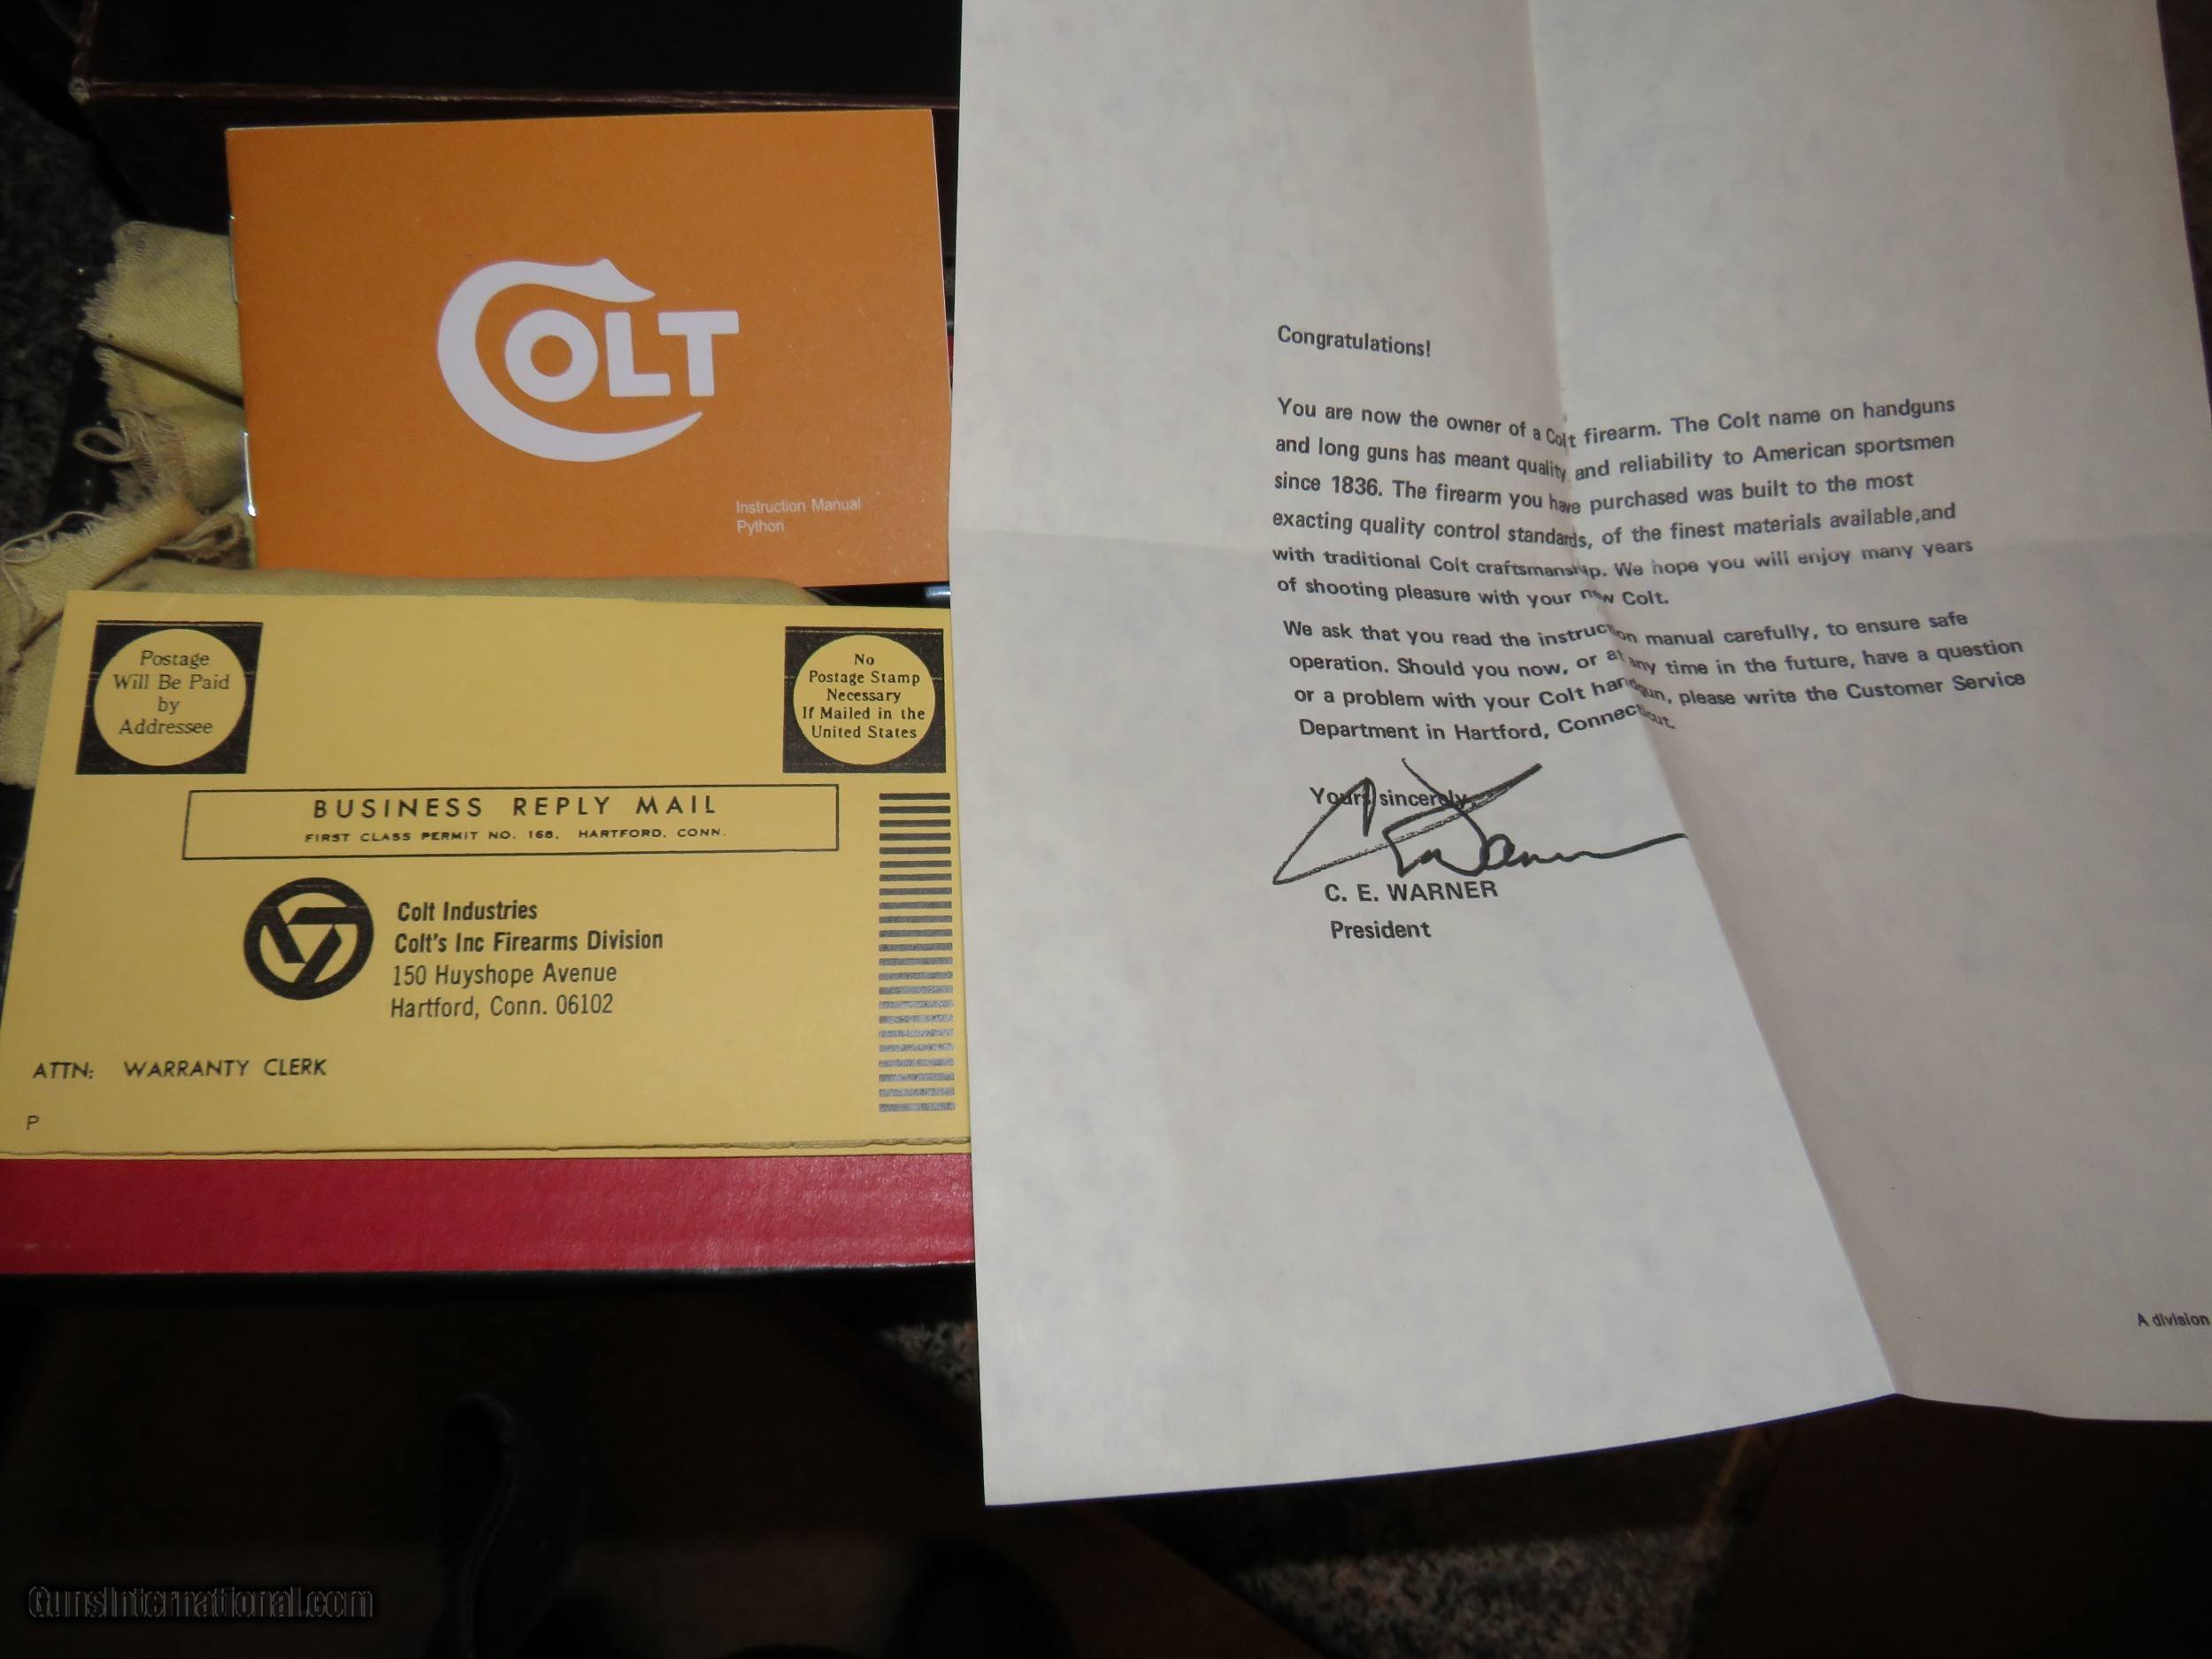 COLT
Instruction Manual
Python
Postage
Will Be Paid
by
Addressee
No
Postage Stamp
Necessary
If Mailed in the
United States
BUSINESS REPLY MAIL
FIRST CLASS PERMIT NO. 168, HARTFORD, CONN.
Colt Industries
Colt's Inc Firearms Division
150 Huyshope Avenue
Hartford, Conn. 06102
ATTN: WARRANTY CLERK
P
Congratulations!
You are now the owner of a Colt firearm. The Colt name on handguns
and long guns has meant quality and reliability to American sportsmen
since 1836. The firearm you have purchased was built to the most
exacting quality control standards, of the finest materials available,and
with traditional Colt craftsmanship. We hope you will enjoy many years
of shooting pleasure with your new Colt.
We ask that you read the instruction manual carefully, to ensure safe
operation. Should you now, or at any time in the future, have a question
or a problem with your Colt handgun, please write the Customer Service
Department in Hartford, Connecticut.
Yours sincerely,
C. E. WARNER
President
A division
GunsInternational.com